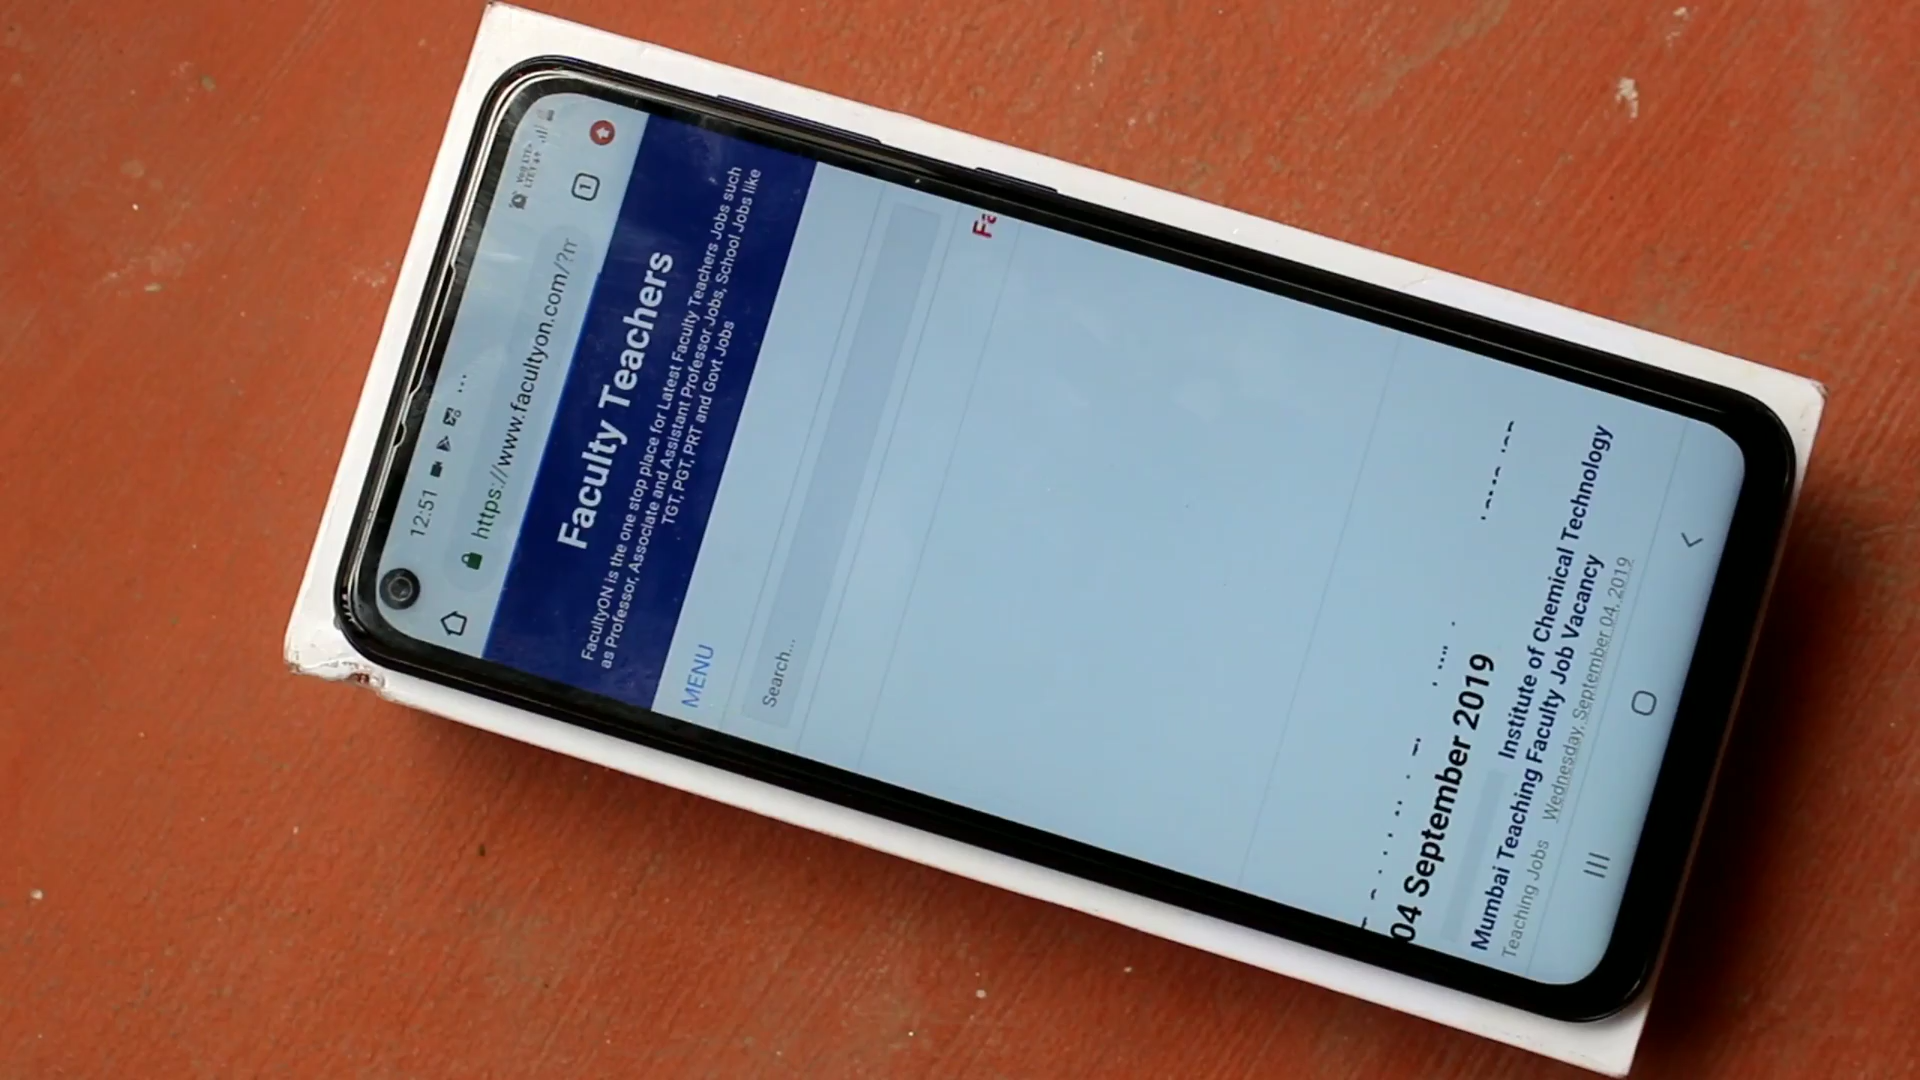 12:51
https://www.facultyon.com/?m
1
Faculty Teachers
FacultyON is the one stop place for Latest Faculty Teachers Jobs such
as Professor, Associate and Assistant Professor Jobs, School Jobs like
TGT, PGT, PRT and Govt Jobs
MENU
Search...
Fa
04 September 2019
Institute of Chemical Technology
Mumbai Teaching Faculty Job Vacancy
Teaching Jobs Wednesday, September 04, 2019